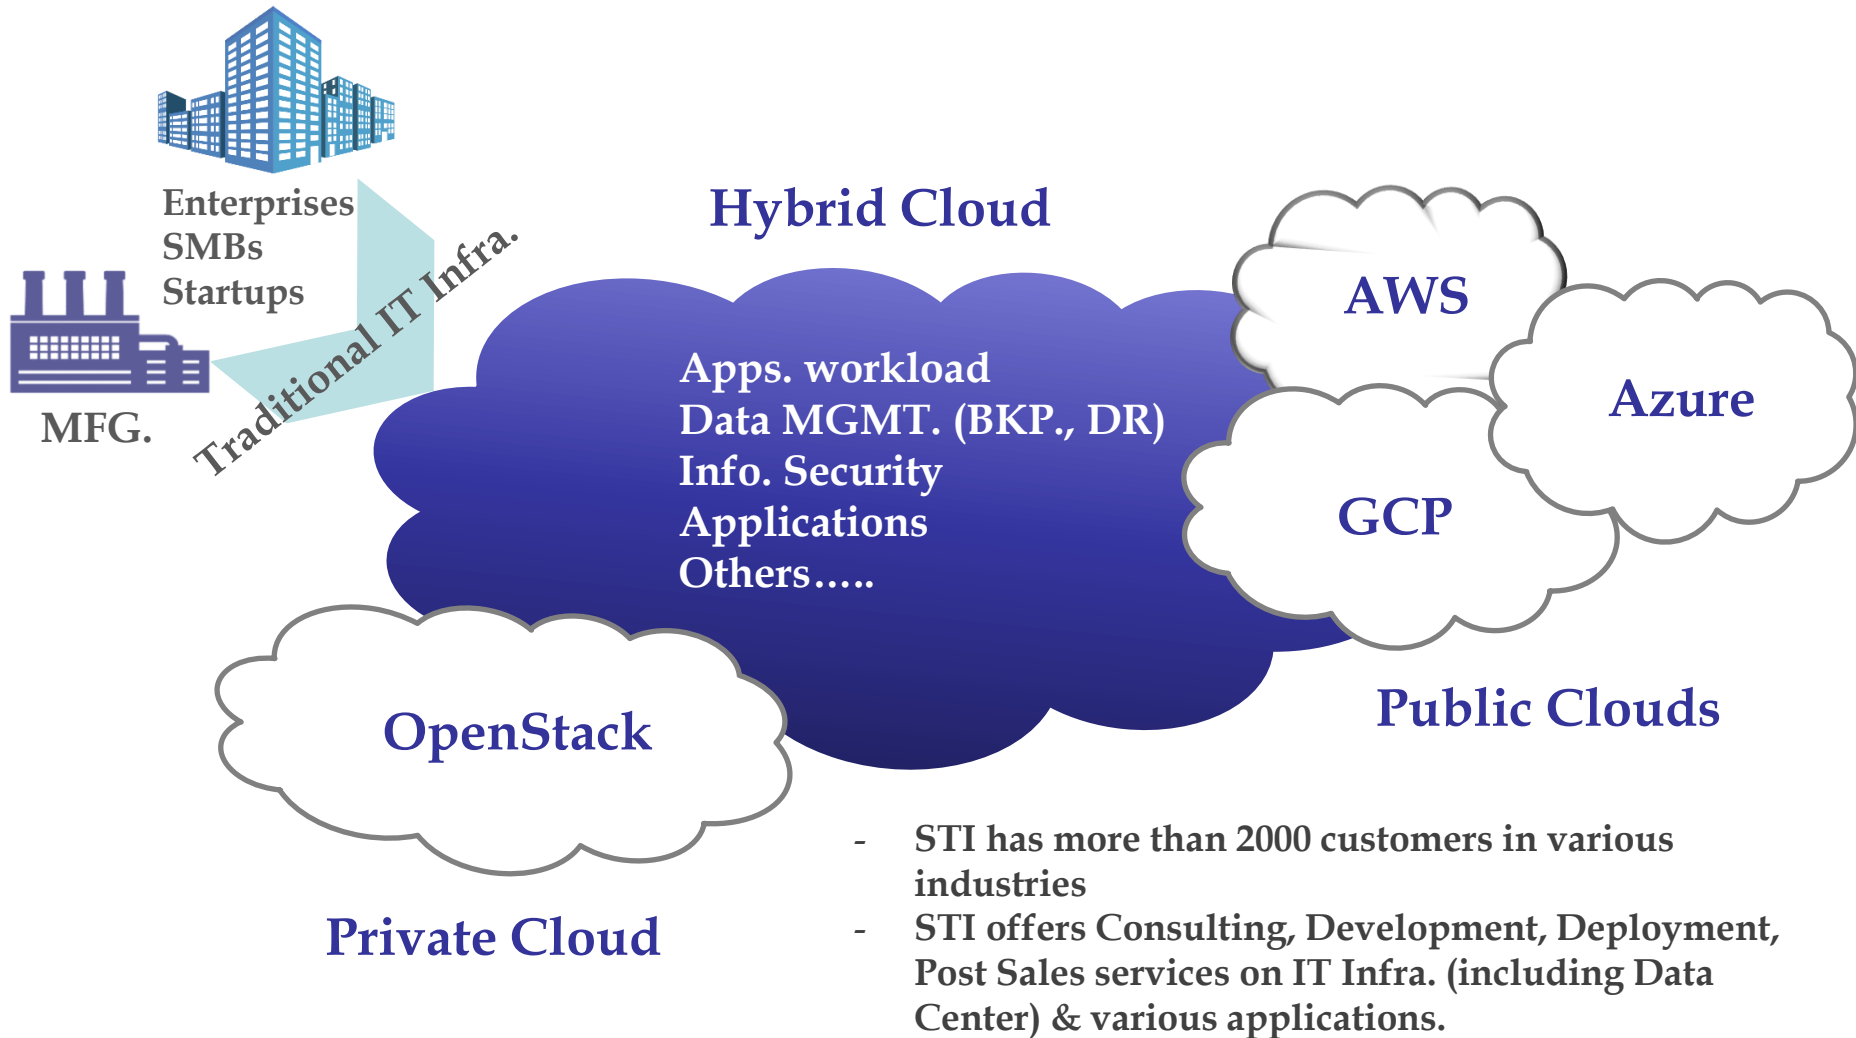 Enterprises
SMBs
Startups
MFG.
Traditional IT Infra.
Hybrid Cloud
Apps. workload
Data MGMT. (BKP., DR)
Info. Security
Applications
Others…..
AWS
Azure
GCP
Public Clouds
OpenStack
Private Cloud
- STI has more than 2000 customers in various
industries
- STI offers Consulting, Development, Deployment,
Post Sales services on IT Infra. (including Data
Center) & various applications.